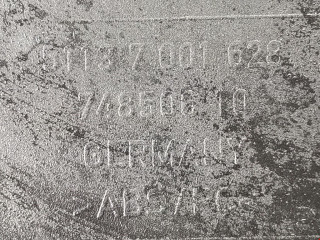 5113 7 001 628
748506 10
GERMANY
>ABS/PC<